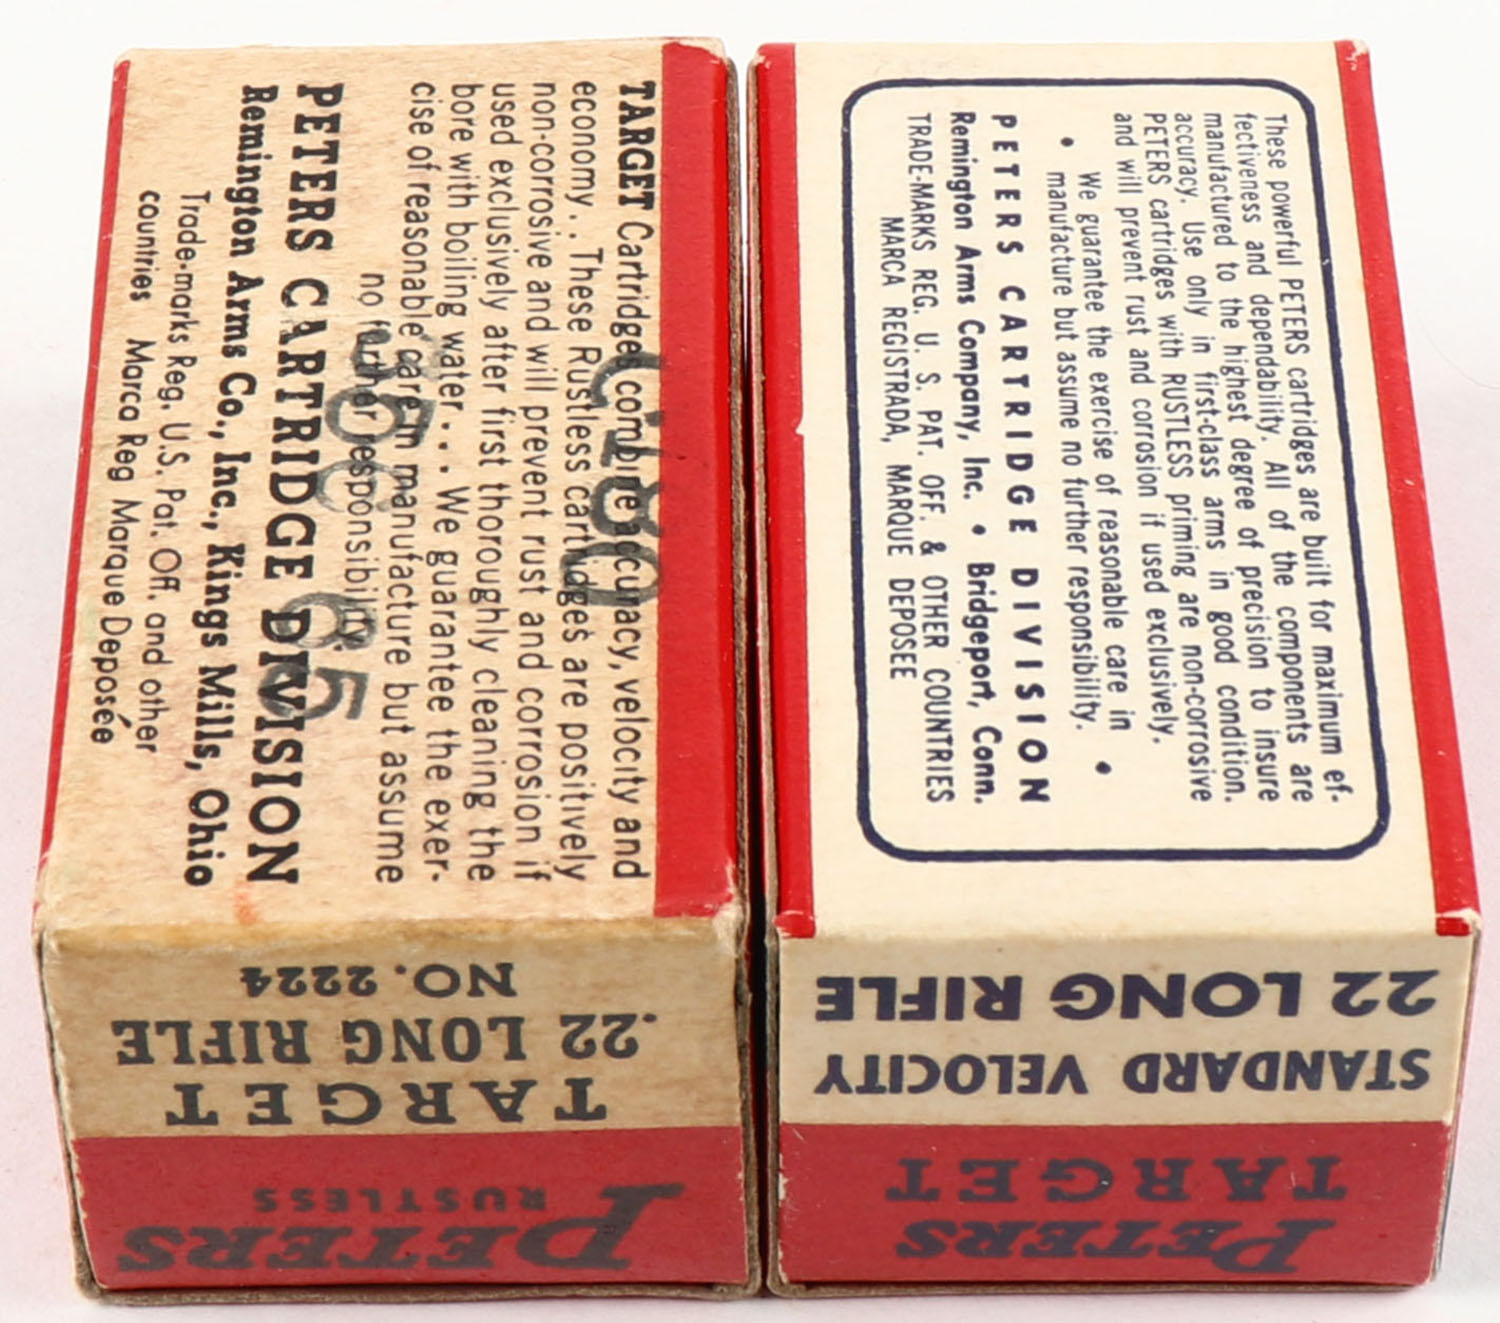 TARGET Cartridges combine accuracy, velocity and
economy . . These Rustless cartridges are positively
non-corrosive and will prevent rust and corrosion if
used exclusively after first thoroughly cleaning the
bore with boiling water . . . We guarantee the exer-
cise of reasonable care in manufacture but assume
no further responsibility
PETERS CARTRIDGE DIVISION
Remington Arms Co., Inc., Kings Mills, Ohio
Trade-marks Reg. U.S. Pat. Off. and other
countries Marca Reg Marque Deposée
65
NO. 2224
.22 LONG RIFLE
TARGET
RUSTLESS
PETERS
These powerful PETERS cartridges are built for maximum ef-
fectiveness and dependability. All of the components are
manufactured to the highest degree of precision to insure
accuracy. Use only in first-class arms in good condition.
PETERS cartridges with RUSTLESS priming are non-corrosive
and will prevent rust and corrosion if used exclusively.
• We guarantee the exercise of reasonable care in •
manufacture but assume no further responsibility.
PETERS CARTRIDGE DIVISION
Remington Arms Company, Inc. • Bridgeport, Conn.
TRADE-MARKS REG. U. S. PAT. OFF. & OTHER COUNTRIES
MARCA REGISTRADA, MARQUE DEPOSEE
22 LONG RIFLE
STANDARD VELOCITY
TARGET
PETERS